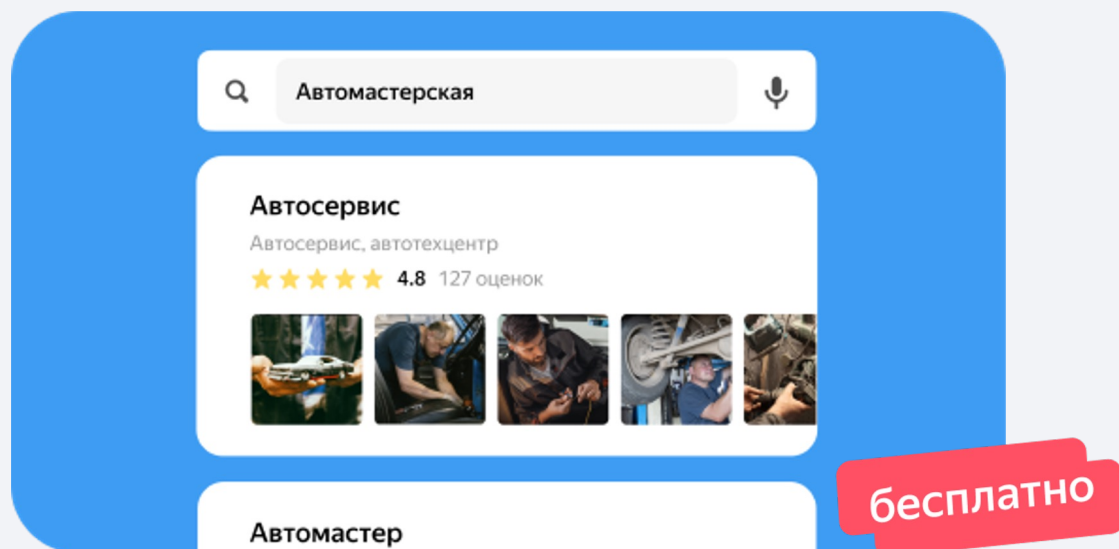 Автомастерская
Автосервис
Автосервис, автотехцентр
4.8 127 оценок
бесплатно
Автомастер